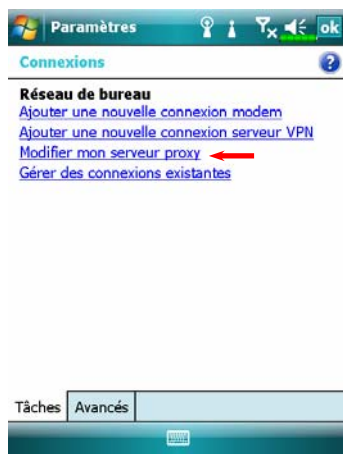 Paramètres ok
Connexions ?
Réseau de bureau
Ajouter une nouvelle connexion modem
Ajouter une nouvelle connexion serveur VPN
Modifier mon serveur proxy
Gérer des connexions existantes
Tâches Avancés